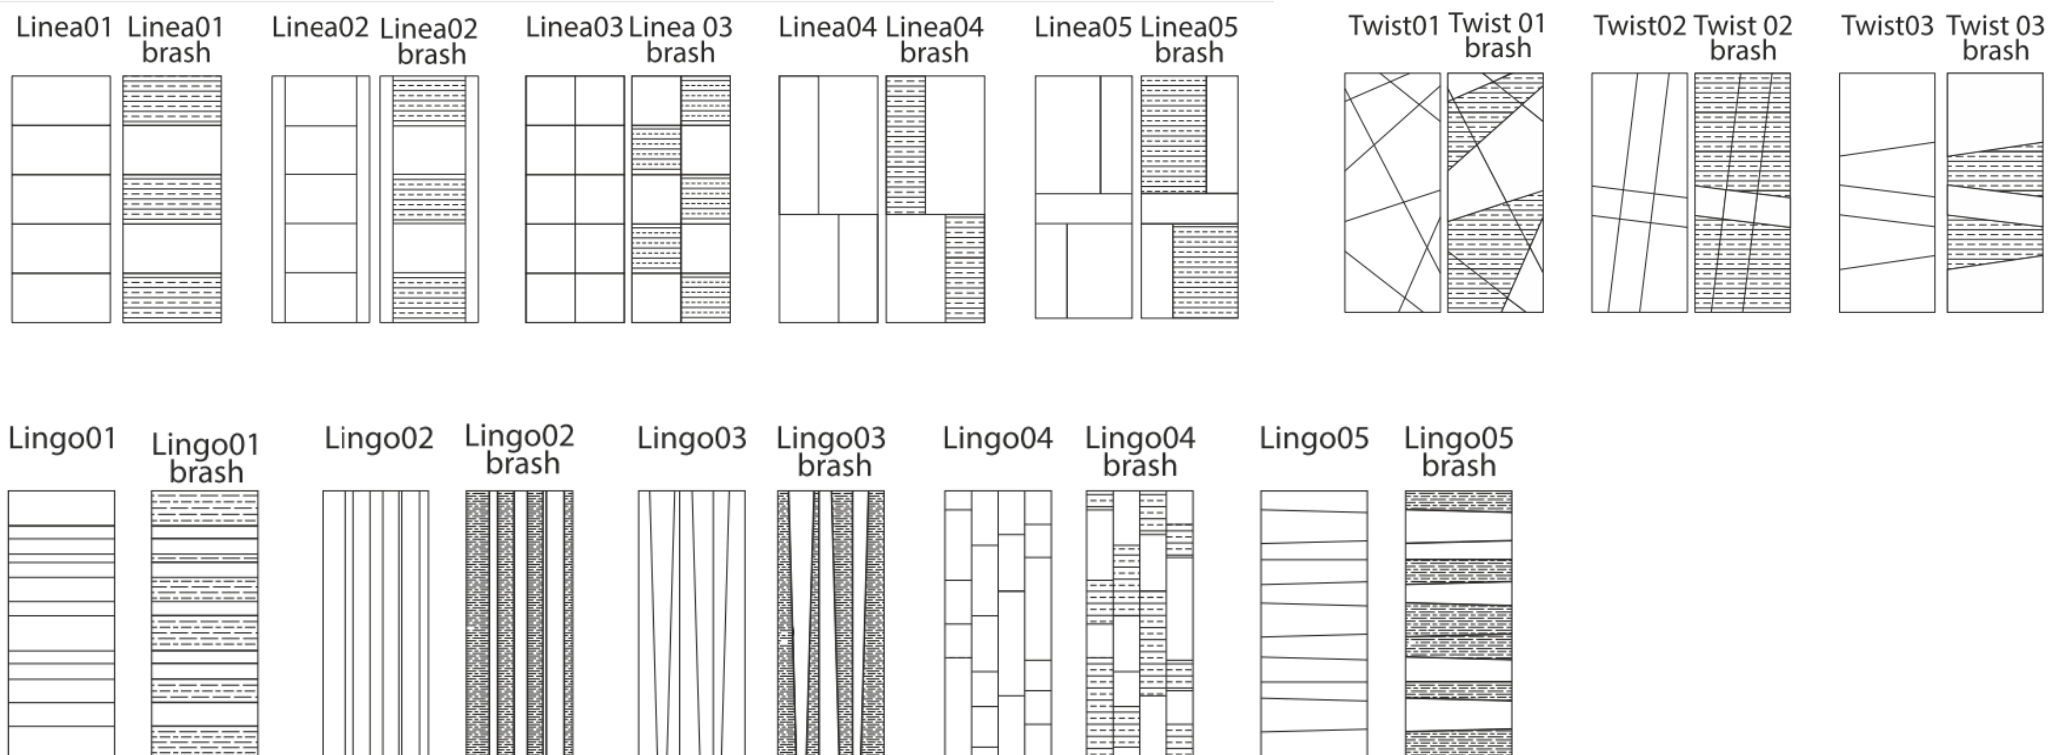 Linea01
Linea01
brash
Linea02
Linea02
brash
Linea03
Linea 03
brash
Linea04
Linea04
brash
Linea05
Linea05
brash
Twist01
Twist 01
brash
Twist02
Twist 02
brash
Twist03
Twist 03
brash
Lingo01
Lingo01
brash
Lingo02
Lingo02
brash
Lingo03
Lingo03
brash
Lingo04
Lingo04
brash
Lingo05
Lingo05
brash